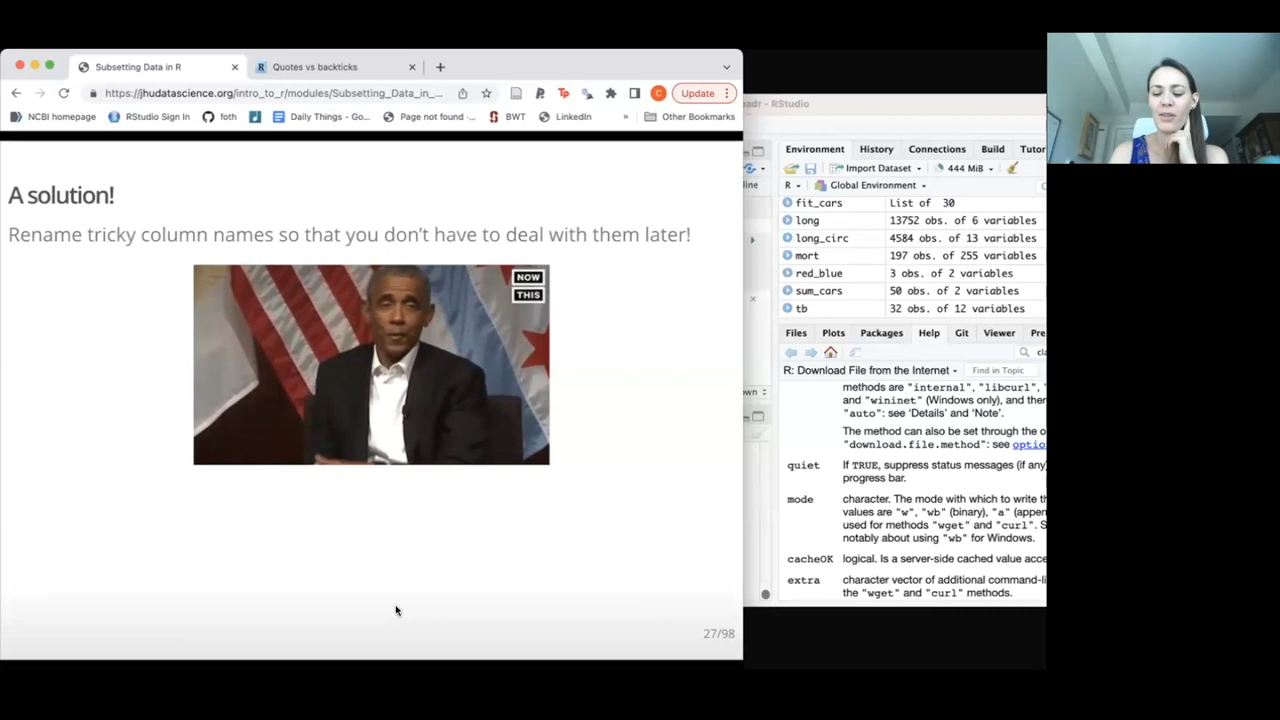 Subsetting Data in R
Quotes vs backticks
https://jhudatascience.org/intro_to_r/modules/Subsetting_Data_in_...
Update
NCBI homepage
RStudio Sign In
foth
Daily Things - Go...
Page not found -...
BWT
LinkedIn
»
Other Bookmarks
A solution!
Rename tricky column names so that you don't have to deal with them later!
NOW
THIS
27/98
- RStudio
Environment History Connections Build Tutor
Import Dataset 444 MiB
R Global Environment
fit_cars List of 30
long 13752 obs. of 6 variables
long_circ 4584 obs. of 13 variables
mort 197 obs. of 255 variables
red_blue 3 obs. of 2 variables
sum_cars 50 obs. of 2 variables
tb 32 obs. of 12 variables
Files Plots Packages Help Git Viewer Pre
R: Download File from the Internet Find in Topic
methods are "internal", "libcurl", "
and "wininet" (Windows only), and ther
"auto": see 'Details' and 'Note'.
The method can also be set through the o
"download.file.method": see optio
quiet If TRUE, suppress status messages (if any)
progress bar.
mode character. The mode with which to write th
values are "w", "wb" (binary), "a" (appen
used for methods "wget" and "curl". S
notably about using "wb" for Windows.
cacheOK logical. Is a server-side cached value acce
extra character vector of additional command-li
the "wget" and "curl" methods.